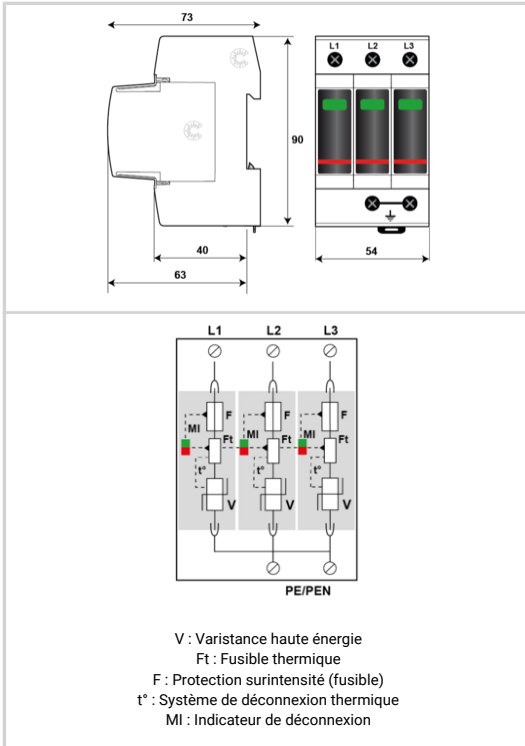 73
L1 L2 L3
90
40
54
63
L1 L2 L3
F F F
MI MI MI
Ft Ft Ft
t° t° t°
V V V
PE/PEN
V : Varistance haute énergie
Ft : Fusible thermique
F : Protection surintensité (fusible)
t° : Système de déconnexion thermique
MI : Indicateur de déconnexion